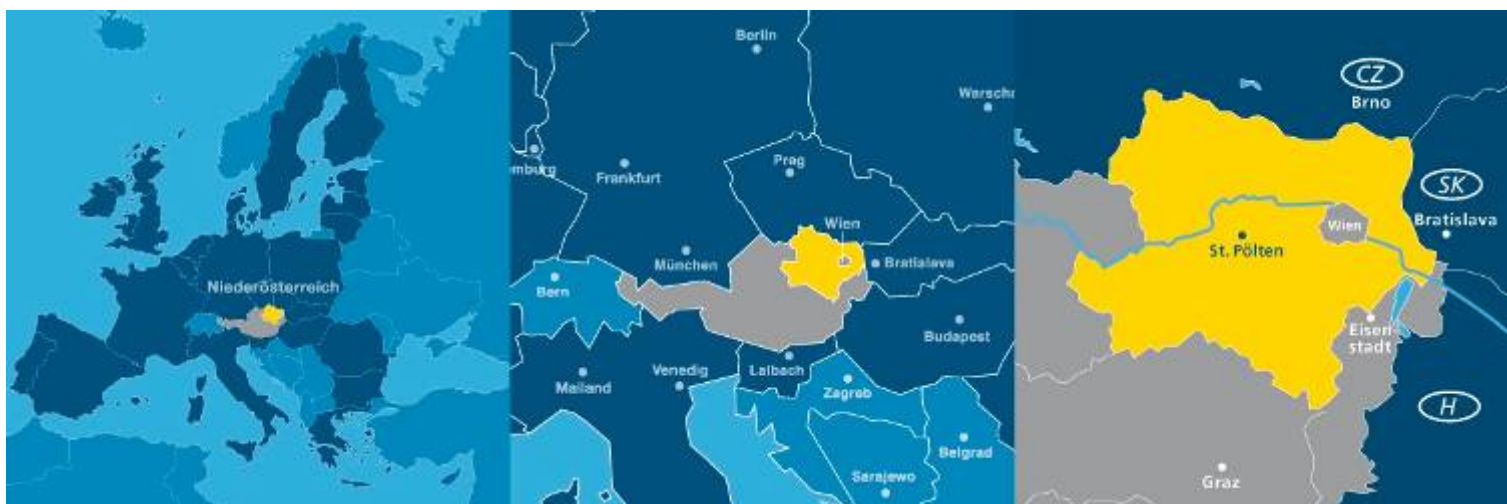 Niederösterreich
Berlin
Prag
Frankfurt
Wien
München
Bratislava
Bern
Budapest
Laibach
Venedig
Mailand
Zagreb
Belgrad
Sarajewo
CZ
Brno
SK
Bratislava
Wien
St. Pölten
Eisen
stadt
H
Graz